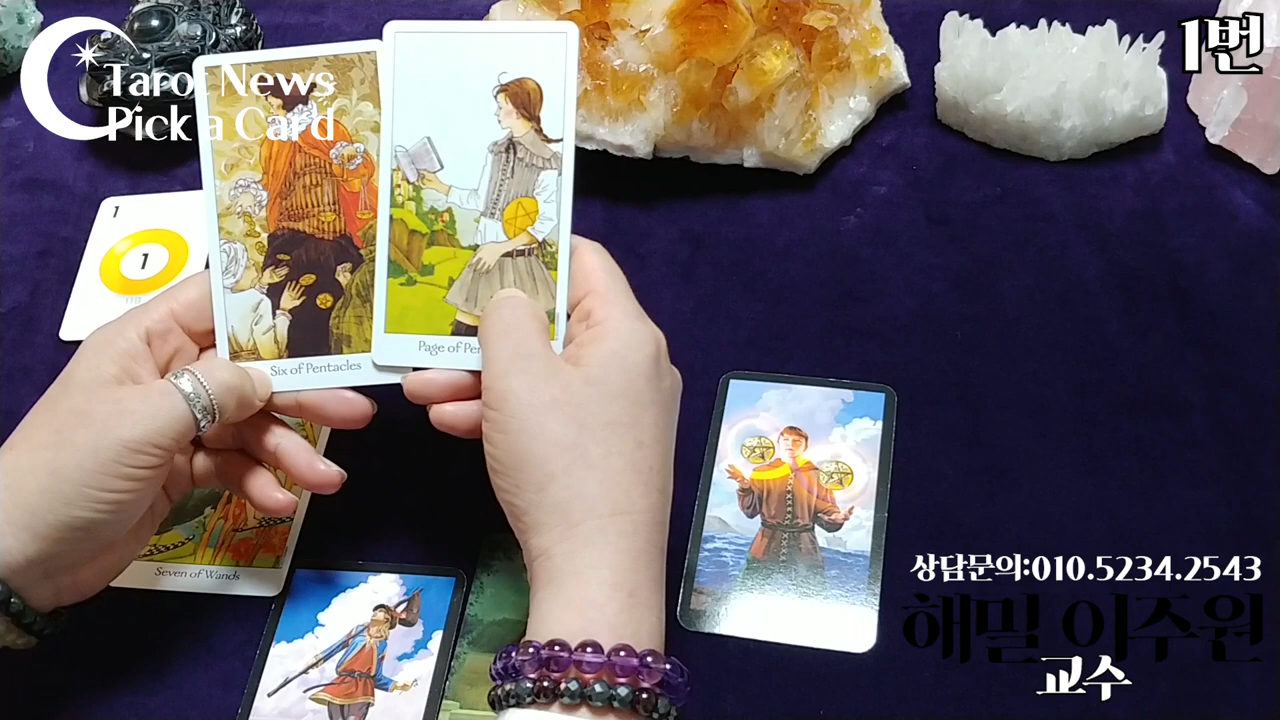 Tarot News
Pick a Card
1번
Six of Pentacles
Page of Pen
1
1
Seven of Wands
상담문의:010.5234.2543
해밀 이주원
교수